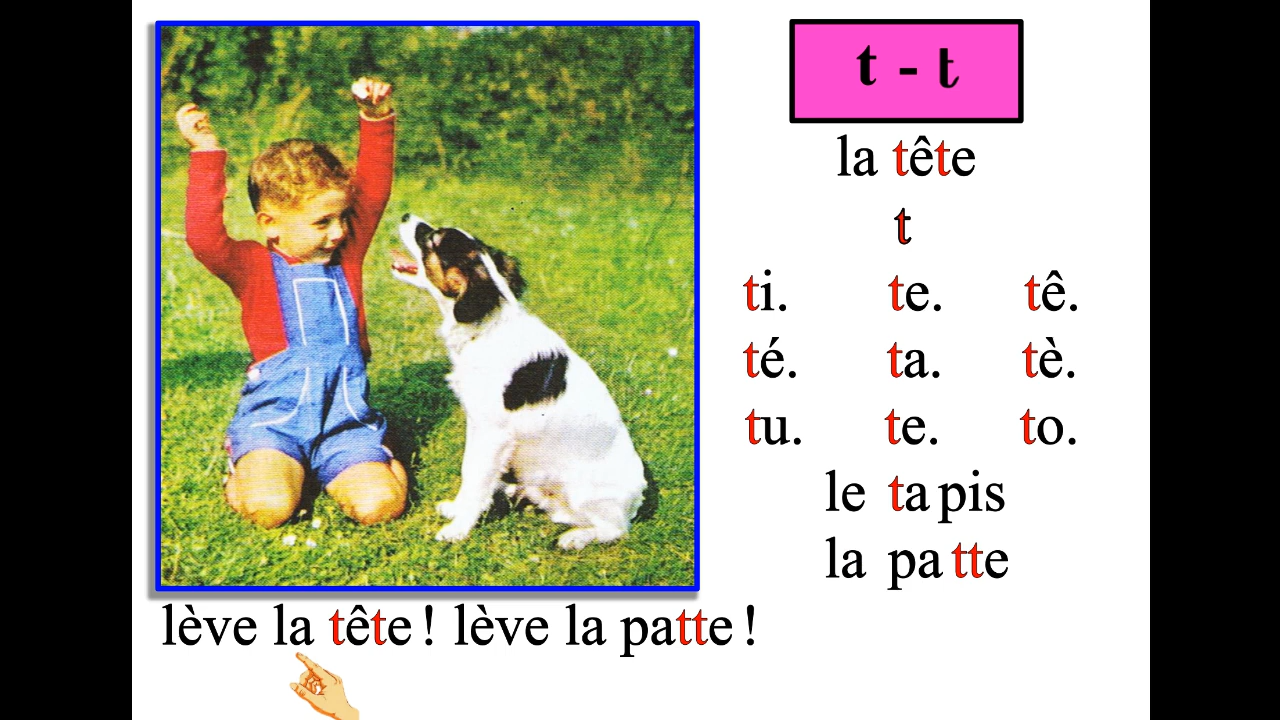 t - t
la tête
t
ti. te. tê.
té. ta. tè.
tu. te. to.
le tapis
la patte
lève la tête ! lève la patte !